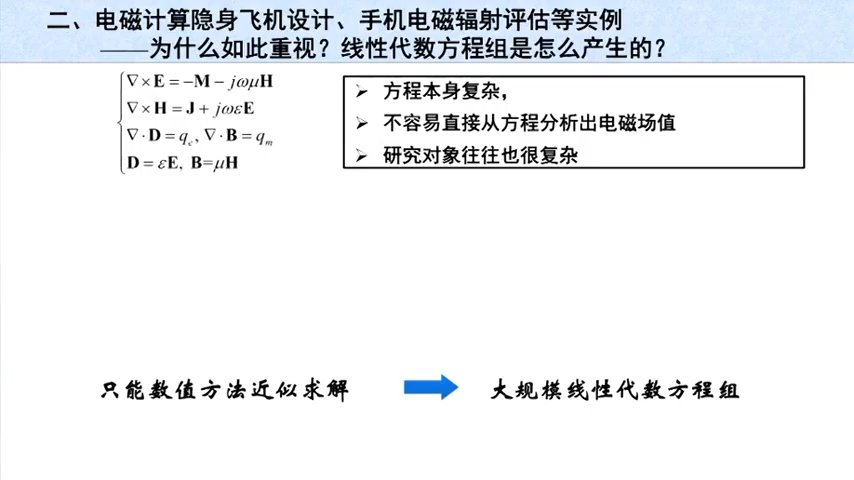 二、电磁计算隐身飞机设计、手机电磁辐射评估等实例
——为什么如此重视？线性代数方程组是怎么产生的？
∇×E = −M − jωμH
∇×H = J + jωεE
∇·D = q_c, ∇·B = q_m
D = εE, B=μH
➢ 方程本身复杂，
➢ 不容易直接从方程分析出电磁场值
➢ 研究对象往往也很复杂
只能数值方法近似求解
大规模线性代数方程组